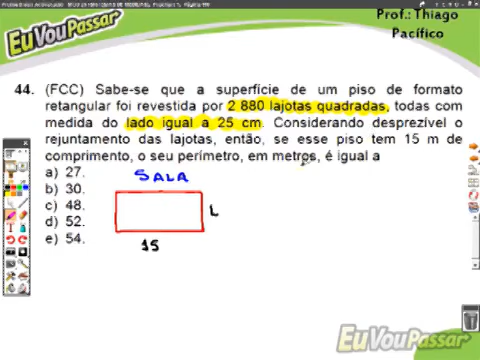 EuVouPassar
Prof.: Thiago
Pacífico
44. (FCC) Sabe-se que a superfície de um piso de formato
retangular foi revestida por 2 880 lajotas quadradas, todas com
medida do lado igual a 25 cm. Considerando desprezível o
rejuntamento das lajotas, então, se esse piso tem 15 m de
comprimento, o seu perímetro, em metros, é igual a
a) 27.
b) 30.
c) 48.
d) 52.
e) 54.
SALA
L
15
EuVouPassar